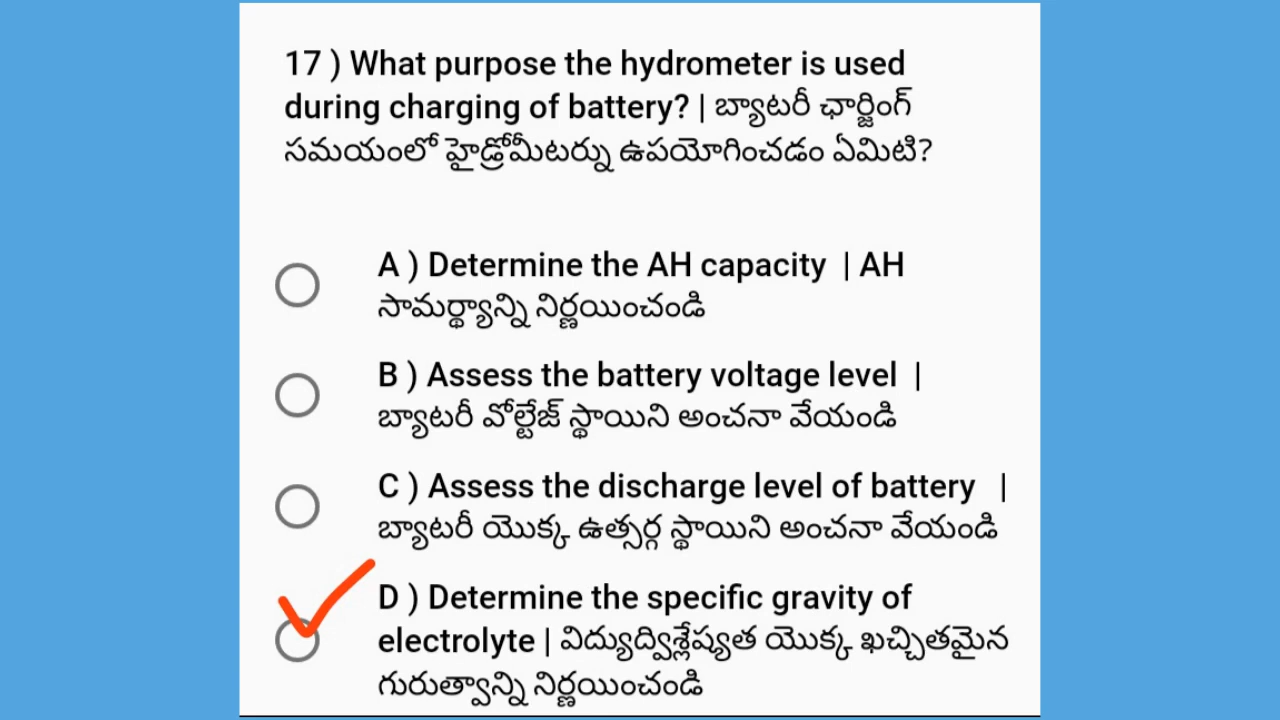 17 ) What purpose the hydrometer is used
during charging of battery? | బ్యాటరీ ఛార్జింగ్
సమయంలో హైడ్రోమీటర్ను ఉపయోగించడం ఏమిటి?
A ) Determine the AH capacity | AH
సామర్థ్యాన్ని నిర్ణయించండి
B ) Assess the battery voltage level |
బ్యాటరీ వోల్టేజ్ స్థాయిని అంచనా వేయండి
C ) Assess the discharge level of battery |
బ్యాటరీ యొక్క ఉత్సర్గ స్థాయిని అంచనా వేయండి
D ) Determine the specific gravity of
electrolyte | విద్యుద్విశ్లేష్యత యొక్క ఖచ్చితమైన
గురుత్వాన్ని నిర్ణయించండి